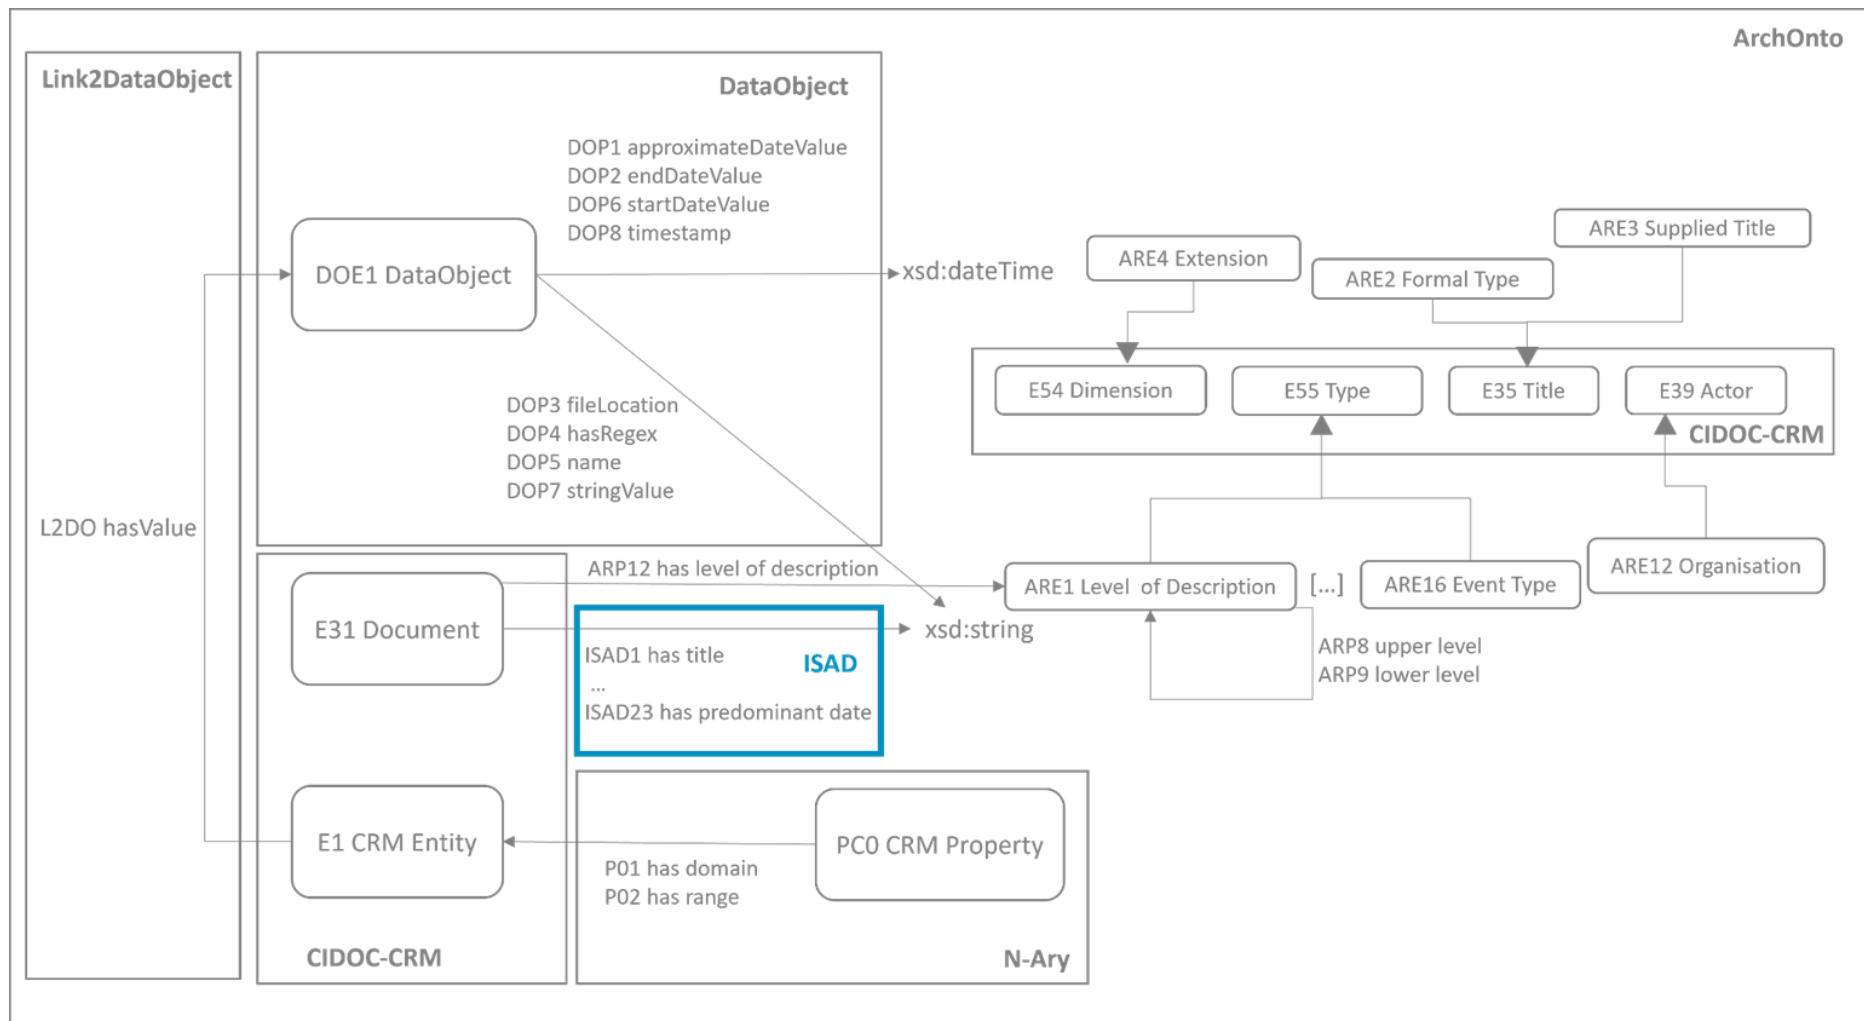 ArchOnto
Link2DataObject
DataObject
DOP1 approximateDateValue
DOP2 endDateValue
DOP6 startDateValue
DOP8 timestamp
DOE1 DataObject
xsd:dateTime
ARE4 Extension
ARE3 Supplied Title
ARE2 Formal Type
E54 Dimension
E55 Type
E35 Title
E39 Actor
CIDOC-CRM
DOP3 fileLocation
DOP4 hasRegex
DOP5 name
DOP7 stringValue
L2DO hasValue
ARP12 has level of description
ARE1 Level of Description
[...]
ARE16 Event Type
ARE12 Organisation
E31 Document
xsd:string
ISAD1 has title
ISAD
...
ISAD23 has predominant date
ARP8 upper level
ARP9 lower level
E1 CRM Entity
P01 has domain
P02 has range
PC0 CRM Property
CIDOC-CRM
N-Ary